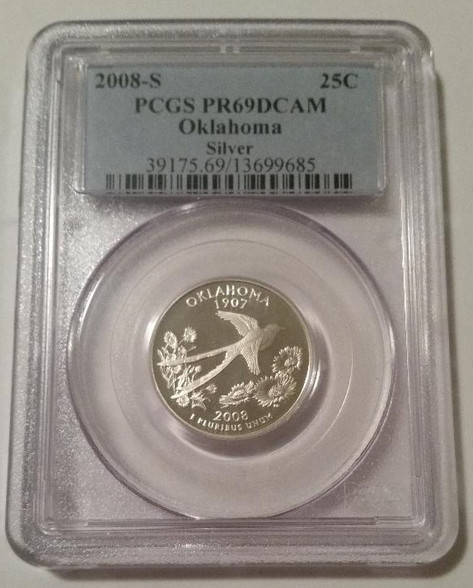 2008-S 25C
PCGS PR69DCAM
Oklahoma
Silver
39175.69/13699685
OKLAHOMA
1907
2008
E PLURIBUS UNUM